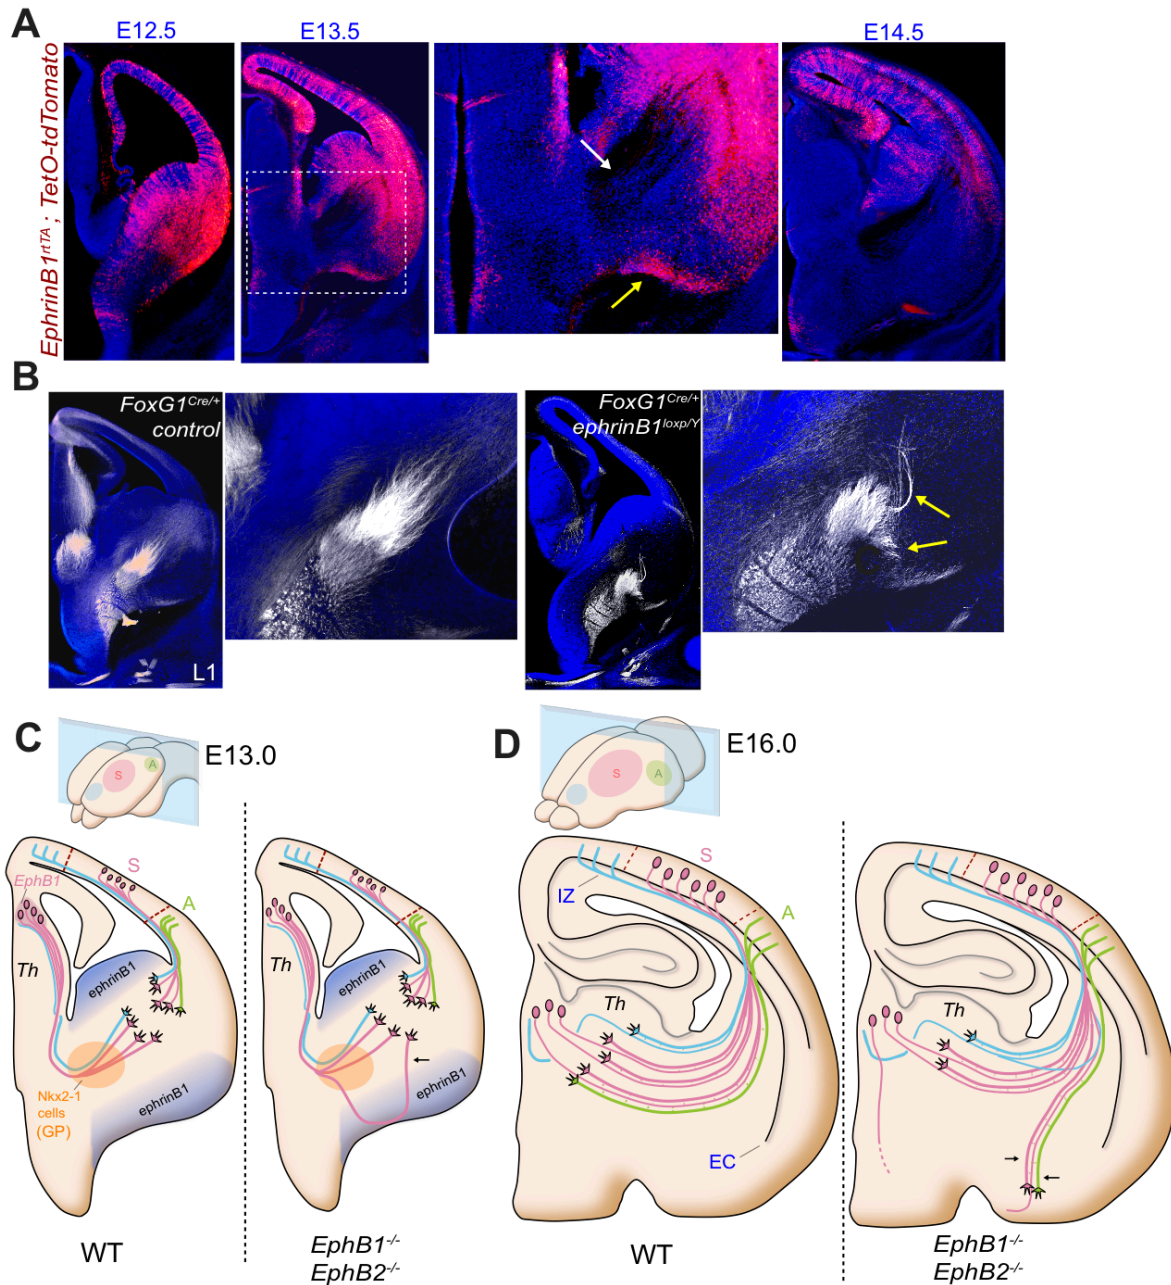 A
E12.5
E13.5
E14.5
EphrinB1rtTA ; TetO-tdTomato
B
FoxG1Cre/+
control
L1
FoxG1Cre/+
ephrinB1loxp/Y
C
S
A
E13.0
D
S
A
E16.0
S
EphB1
A
Th
ephrinB1
Nkx2-1
cells
(GP)
ephrinB1
WT
Th
ephrinB1
ephrinB1
EphB1-/-
EphB2-/-
S
IZ
A
Th
EC
WT
Th
EphB1-/-
EphB2-/-